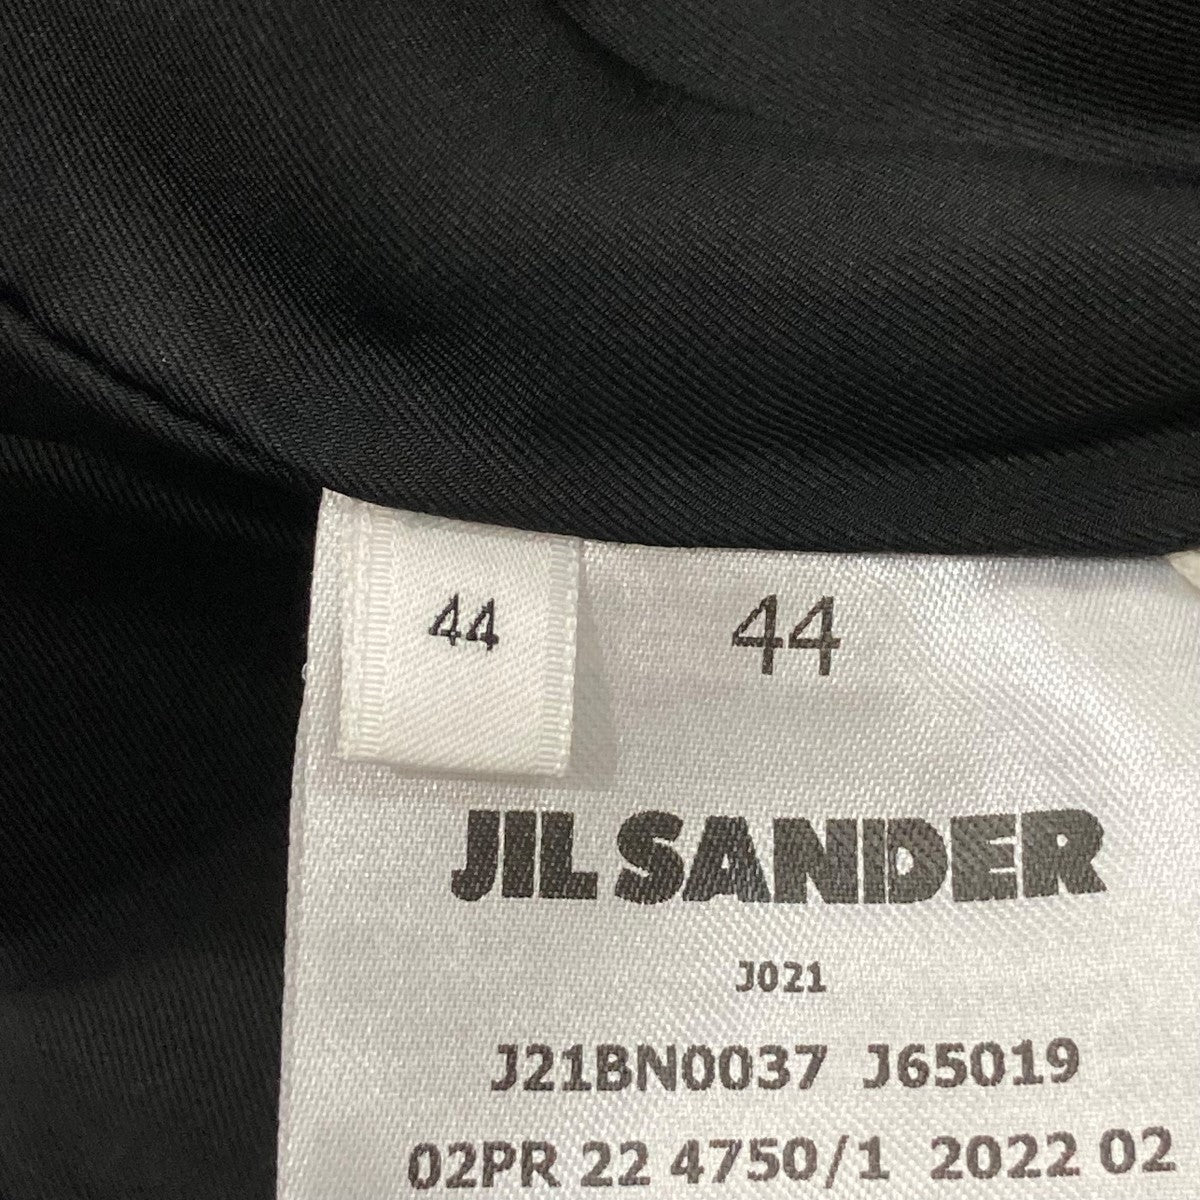 44
44
JIL SANDER
J021
J21BN0037 J65019
02PR 22 4750/1 2022 02